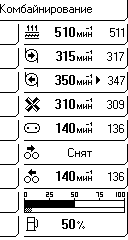 Комбайнирование
510мин⁻¹ 511
315мин⁻¹ 317
350мин⁻¹ 347
310мин⁻¹ 309
140мин⁻¹ 136
Снят
140мин⁻¹ 136
0 25 50 75 100
50%